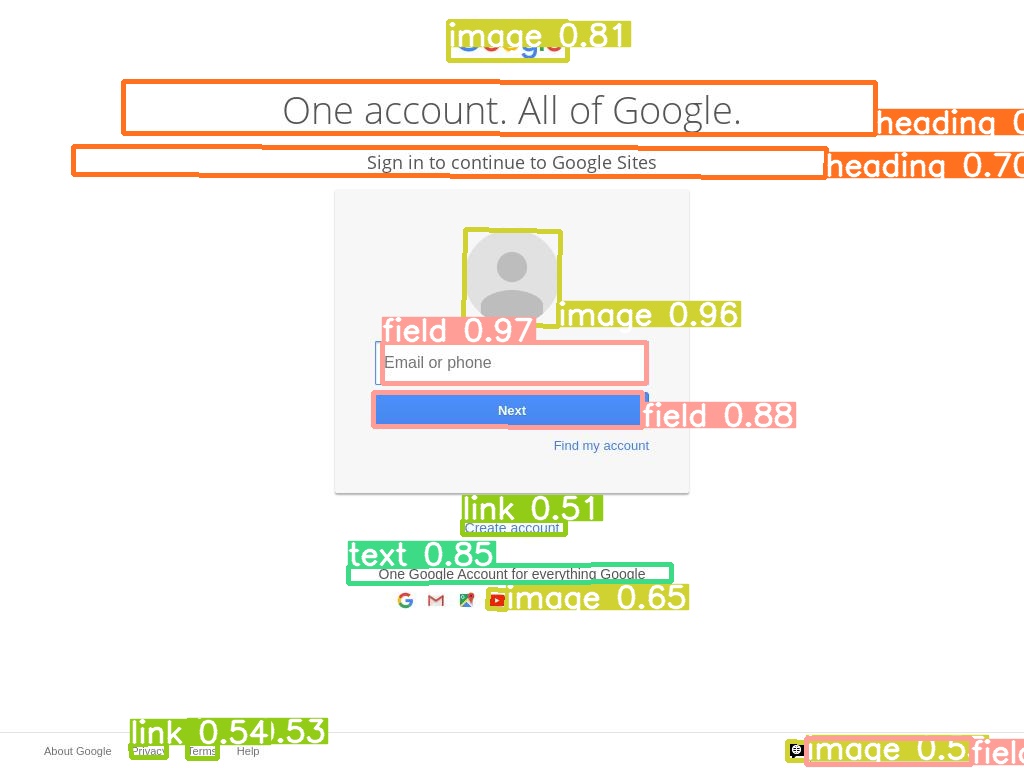 image 0.81
Google
One account. All of Google.
heading 0
Sign in to continue to Google Sites
heading 0.70
image 0.96
field 0.97
Email or phone
Next
field 0.88
Find my account
link 0.51
Create account
text 0.85
One Google Account for everything Google
image 0.65
link 0.54 .53
About Google Privacy Terms Help
image 0.5 field